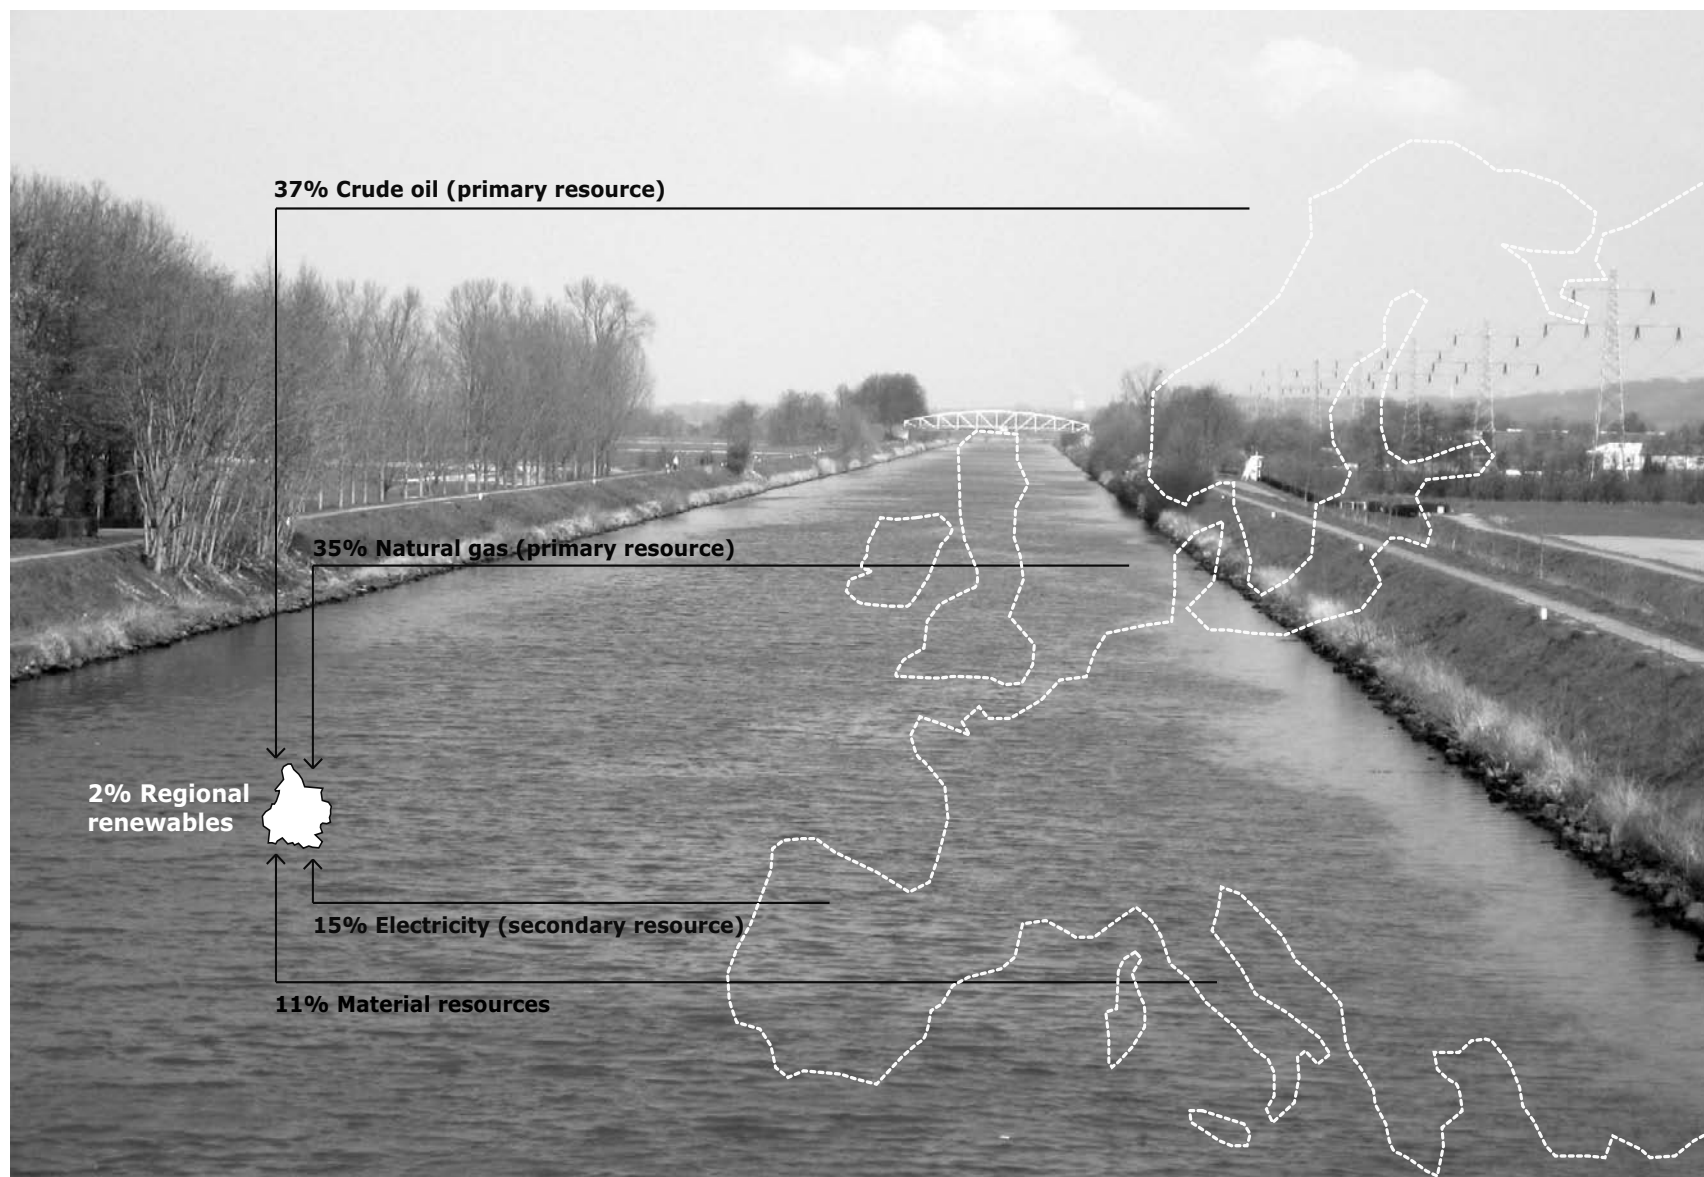 37% Crude oil (primary resource)
35% Natural gas (primary resource)
2% Regional
renewables
15% Electricity (secondary resource)
11% Material resources